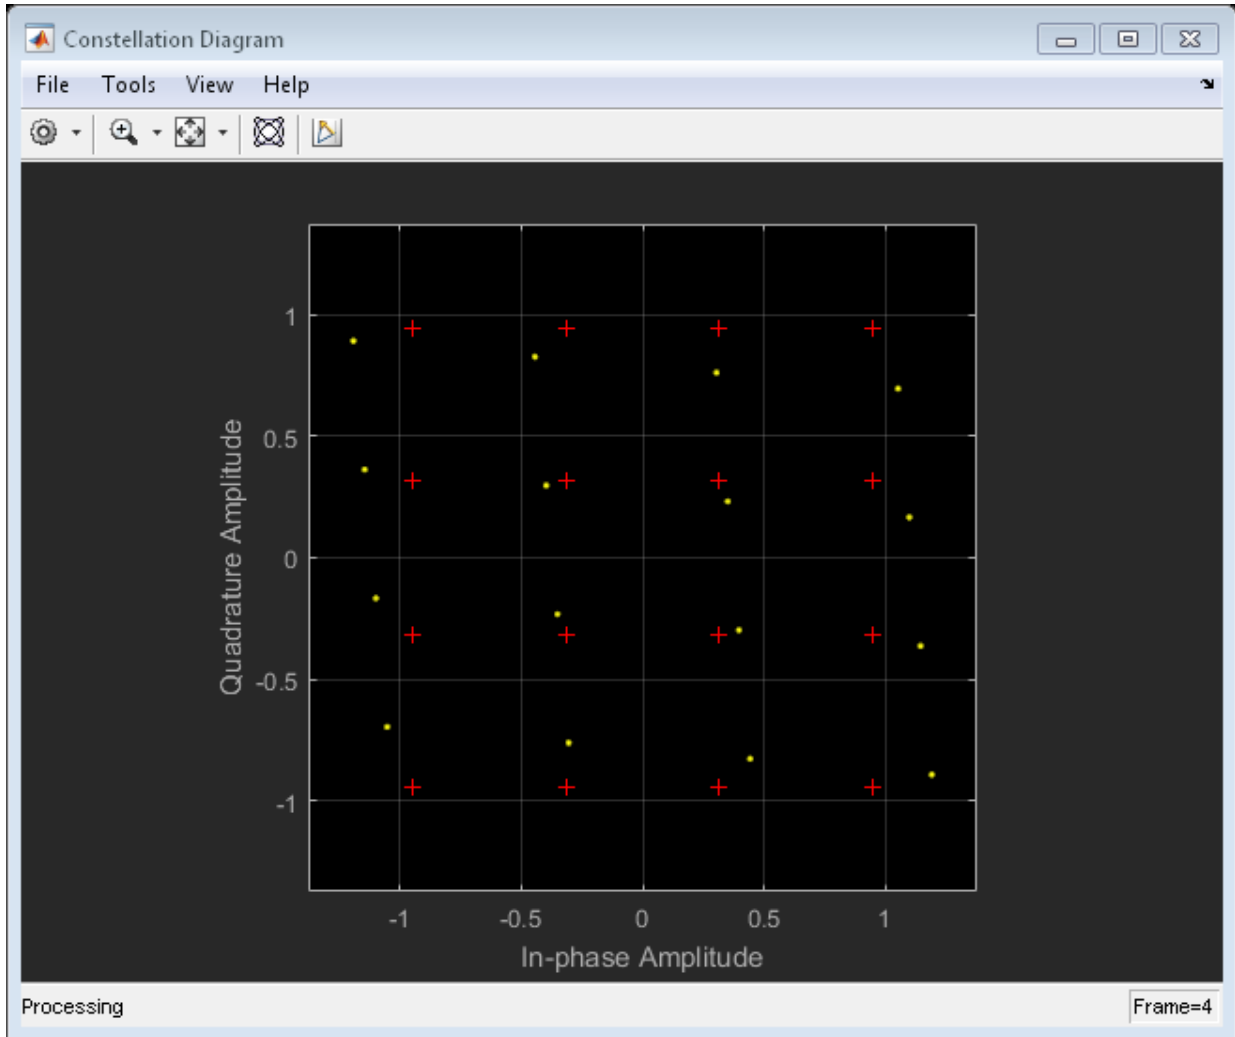 Constellation Diagram
File Tools View Help
1
0.5
0
-0.5
-1
Quadrature Amplitude
-1 -0.5 0 0.5 1
In-phase Amplitude
Processing Frame=4